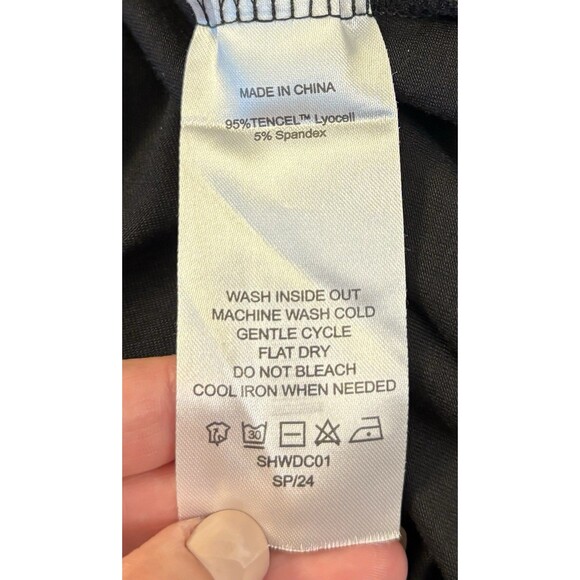 MADE IN CHINA
95%TENCEL™ Lyocell
5% Spandex
WASH INSIDE OUT
MACHINE WASH COLD
GENTLE CYCLE
FLAT DRY
DO NOT BLEACH
COOL IRON WHEN NEEDED
30
SHWDC01
SP/24